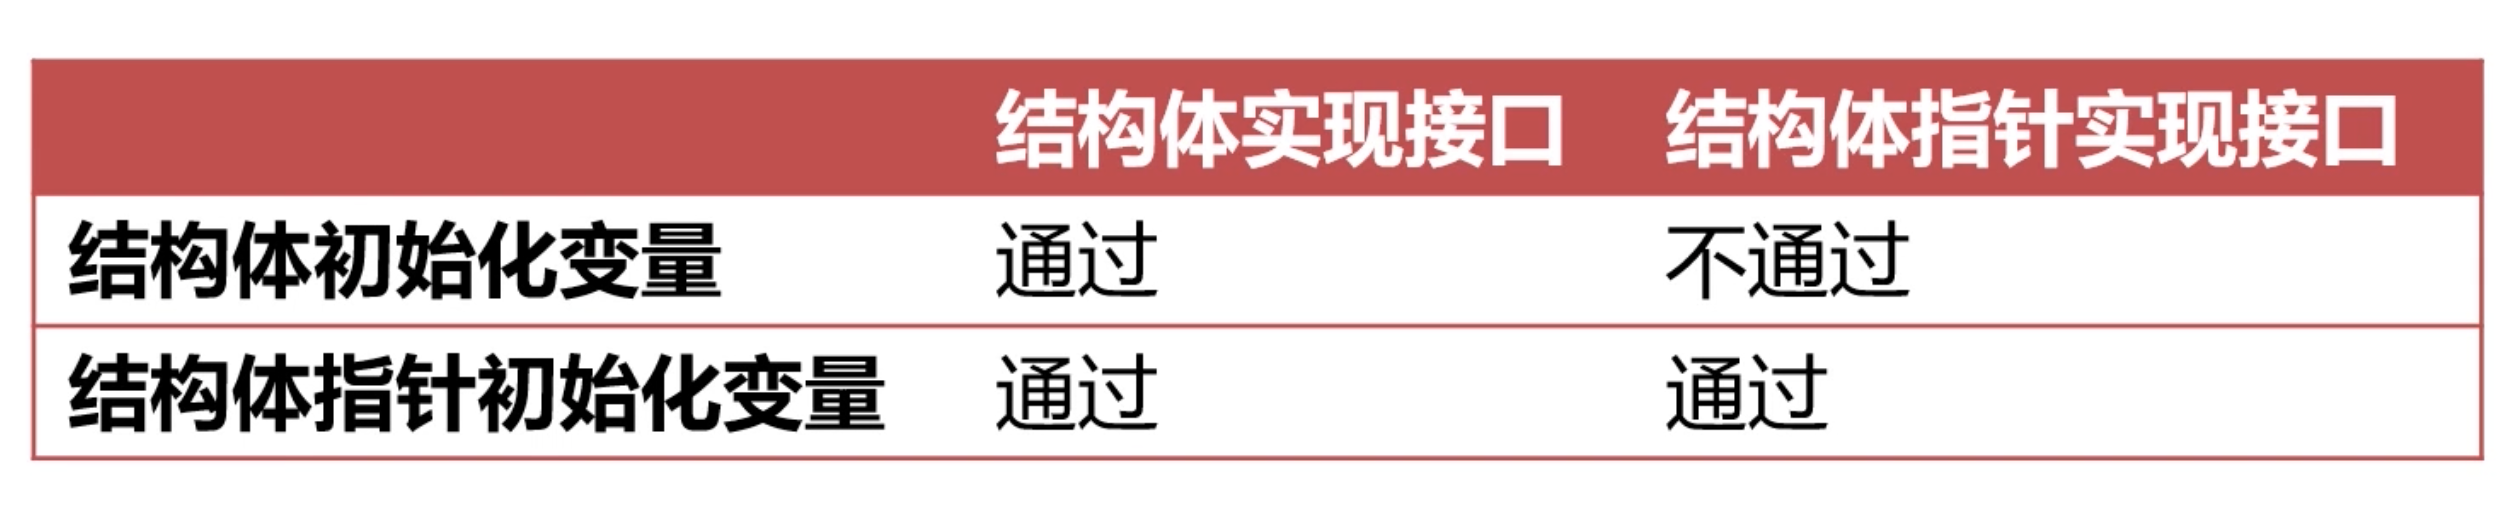 结构体实现接口 结构体指针实现接口
结构体初始化变量 通过 不通过
结构体指针初始化变量 通过 通过